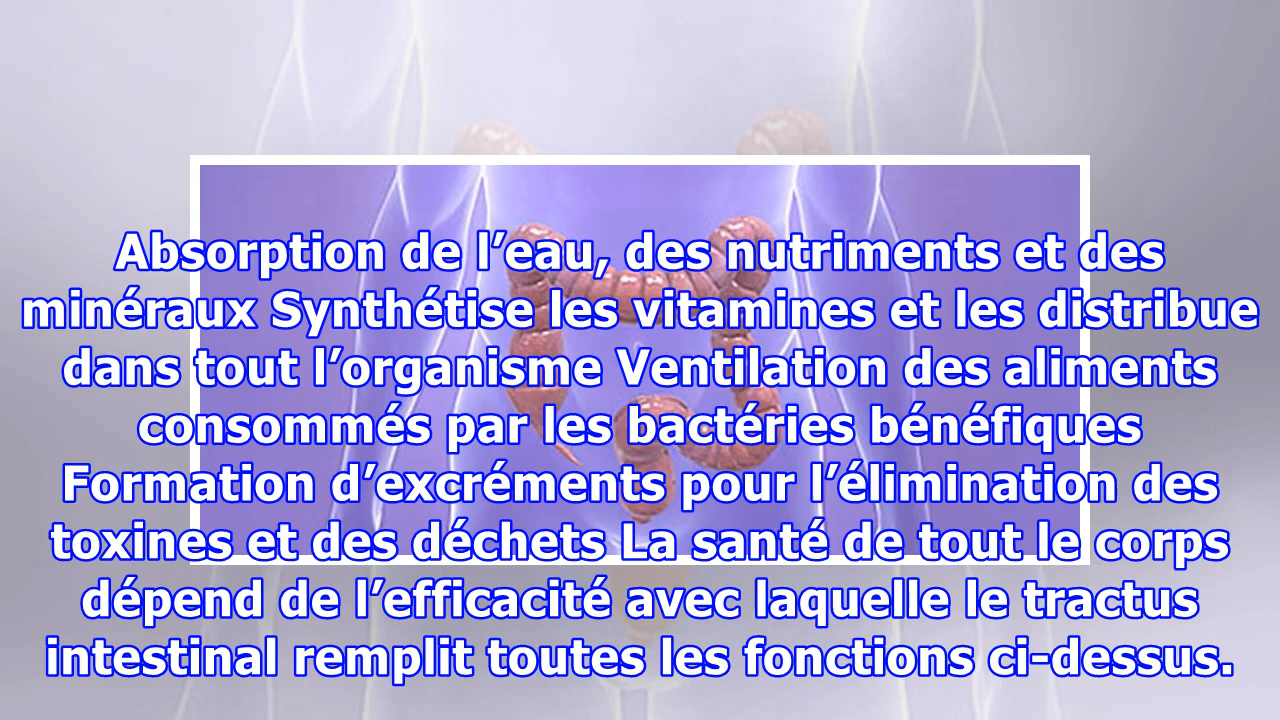 Absorption de l’eau, des nutriments et des
minéraux Synthétise les vitamines et les distribue
dans tout l’organisme Ventilation des aliments
consommés par les bactéries bénéfiques
Formation d’excréments pour l’élimination des
toxines et des déchets La santé de tout le corps
dépend de l’efficacité avec laquelle le tractus
intestinal remplit toutes les fonctions ci-dessus.